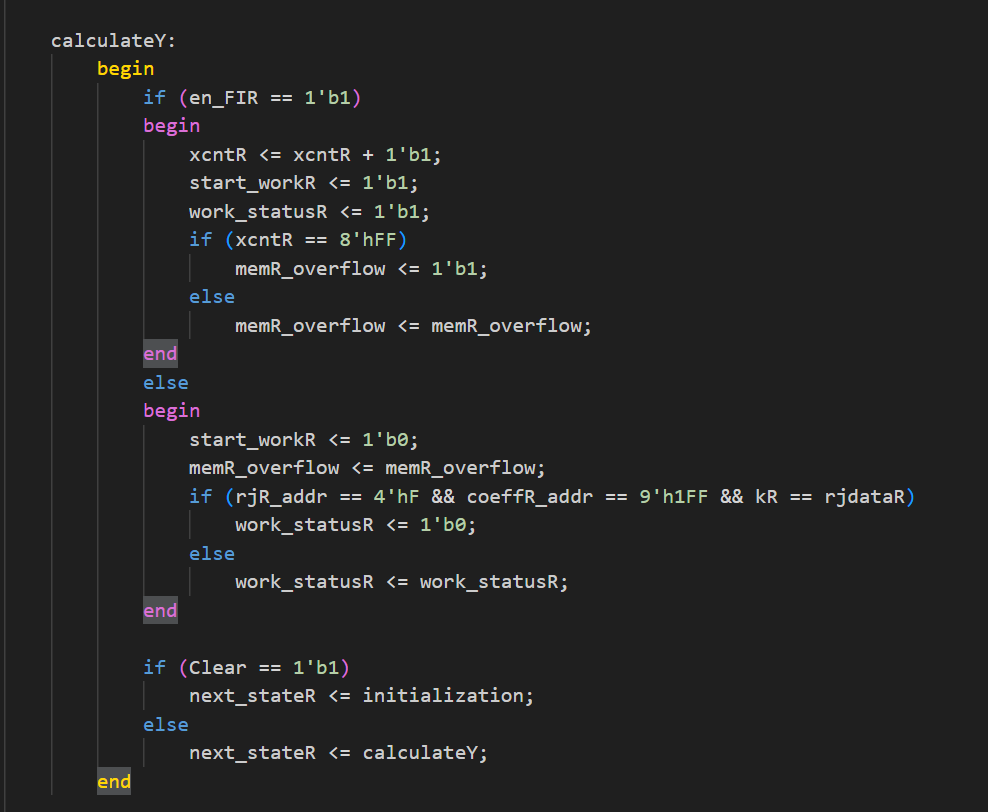 calculateY:
begin
if (en_FIR == 1'b1)
begin
xcntR <= xcntR + 1'b1;
start_workR <= 1'b1;
work_statusR <= 1'b1;
if (xcntR == 8'hFF)
memR_overflow <= 1'b1;
else
memR_overflow <= memR_overflow;
end
else
begin
start_workR <= 1'b0;
memR_overflow <= memR_overflow;
if (rjR_addr == 4'hF && coeffR_addr == 9'h1FF && kR == rjdataR)
work_statusR <= 1'b0;
else
work_statusR <= work_statusR;
end
if (Clear == 1'b1)
next_stateR <= initialization;
else
next_stateR <= calculateY;
end